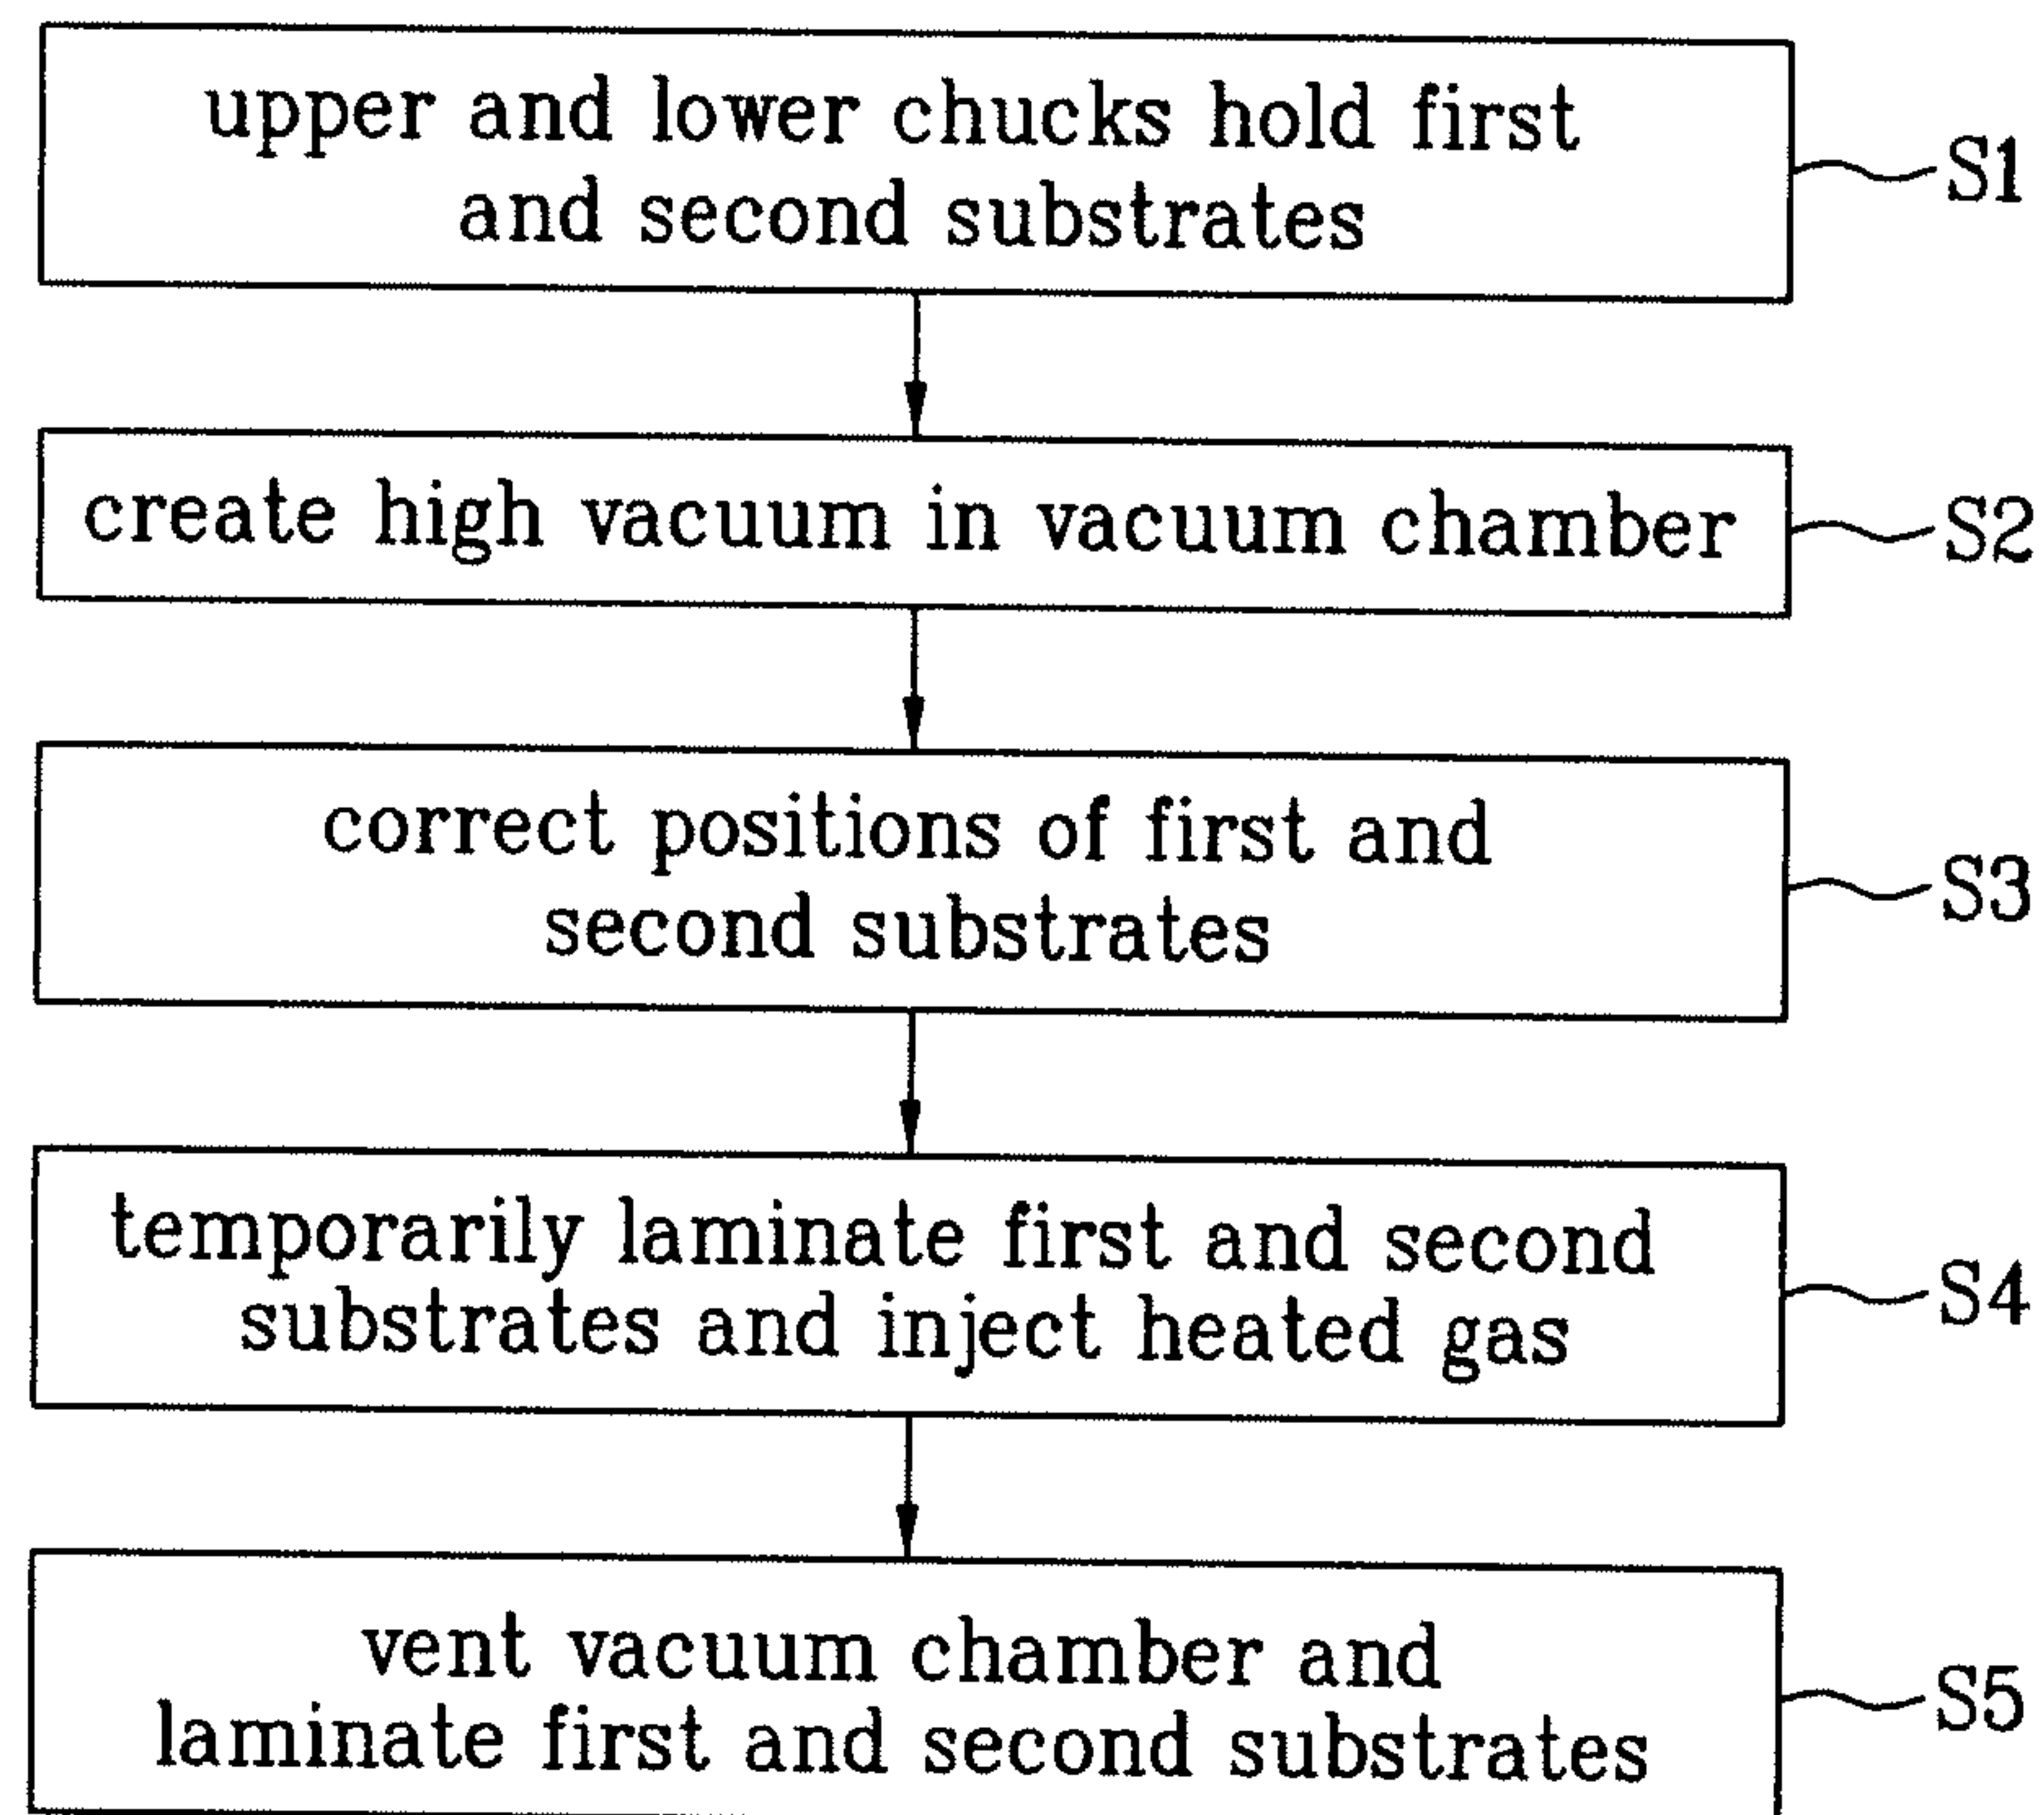 upper and lower chucks hold first
and second substrates
S1
create high vacuum in vacuum chamber
S2
correct positions of first and
second substrates
S3
temporarily laminate first and second
substrates and inject heated gas
S4
vent vacuum chamber and
laminate first and second substrates
S5